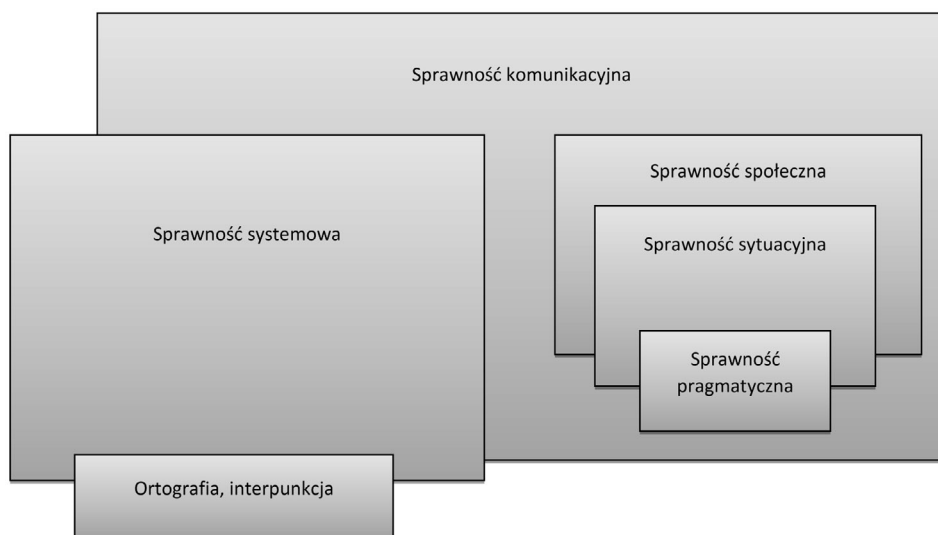 Sprawność komunikacyjna
Sprawność społeczna
Sprawność systemowa
Sprawność sytuacyjna
Sprawność
pragmatyczna
Ortografia, interpunkcja